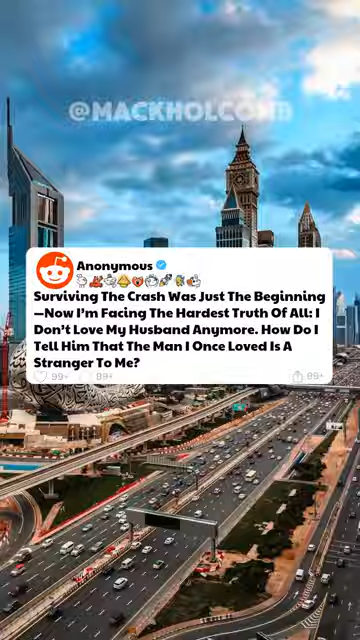 @MACKHOLCOMB
Anonymous
Surviving The Crash Was Just The Beginning
—Now I'm Facing The Hardest Truth Of All: I
Don't Love My Husband Anymore. How Do I
Tell Him That The Man I Once Loved Is A
Stranger To Me?
99+ 99+ 99+